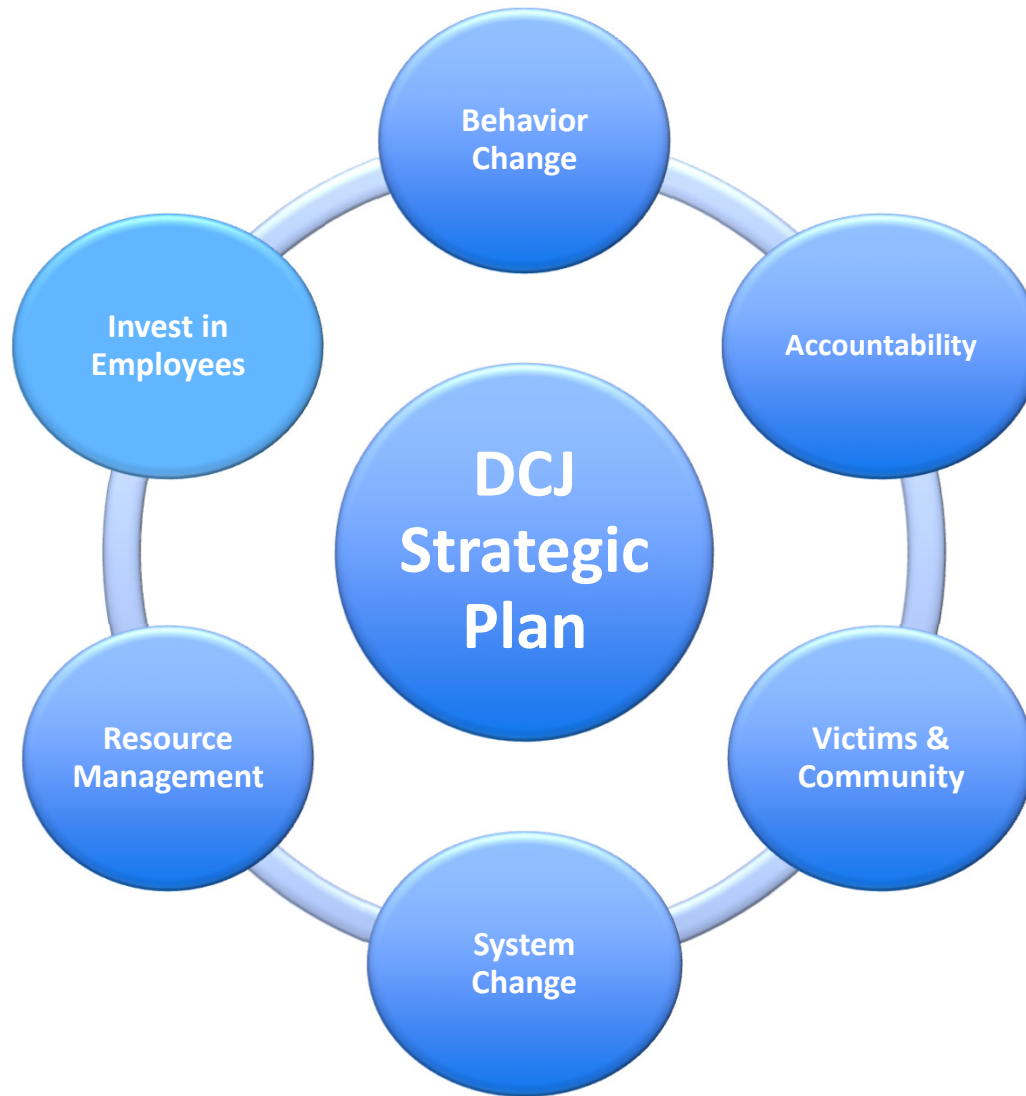 Behavior
Change
Invest in
Employees
Accountability
DCJ
Strategic
Plan
Resource
Management
Victims &
Community
System
Change